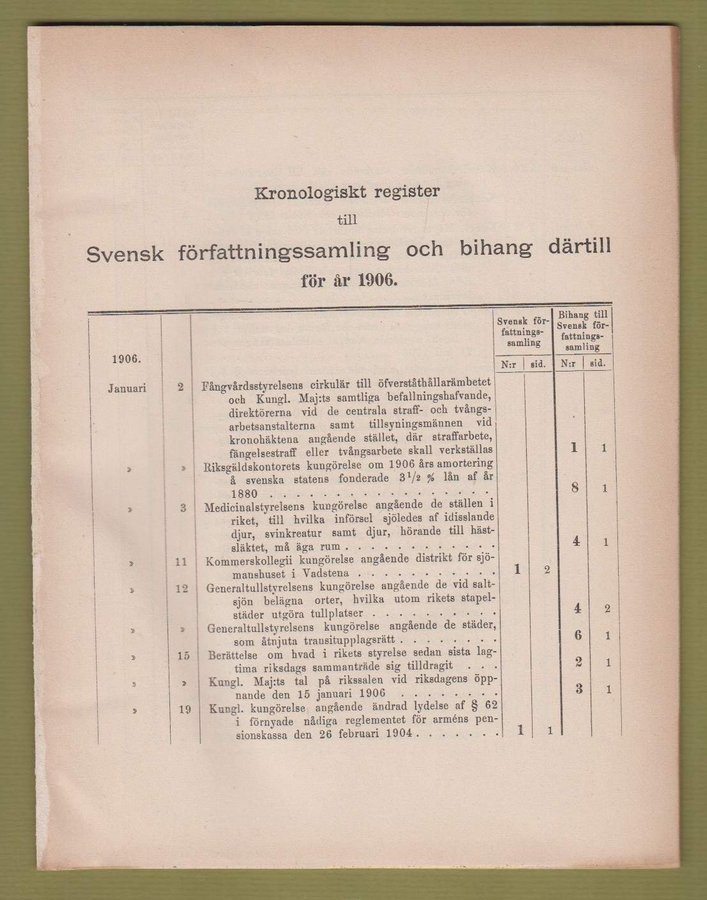 Kronologiskt register
till
Svensk författningssamling och bihang därtill
för år 1906.
Svensk för-
fattnings-
samling
Bihang till
Svensk för-
fattnings-
samling
1906.
N:r sid. N:r sid.
Januari 2 Fångvårdsstyrelsens cirkulär till öfverståthållarämbetet
och Kungl. Maj:ts samtliga befallningshafvande,
direktörerna vid de centrala straff- och tvångs-
arbetsanstalterna samt tillsyningsmännen vid
kronohäktena angående stället, där straffarbete,
fängelsestraff eller tvångsarbete skall verkställas 1 1
» » Riksgäldskontorets kungörelse om 1906 års amortering
å svenska statens fonderade 3 1/2 % lån af år
1880 . . . . . . . . . . . . . . . . . 8 1
» 3 Medicinalstyrelsens kungörelse angående de ställen i
riket, till hvilka införsel sjöledes af idisslande
djur, svinkreatur samt djur, hörande till häst-
släktet, må äga rum . . . . . . . . . . . . 4 1
» 11 Kommerskollegii kungörelse angående distrikt för sjö-
manshuset i Vadstena . . . . . . . . . . . 1 2
» 12 Generaltullstyrelsens kungörelse angående de vid salt-
sjön belägna orter, hvilka utom rikets stapel-
städer utgöra tullplatser . . . . . . . . . . 4 2
» » Generaltullstyrelsens kungörelse angående de städer,
som åtnjuta transitupplagsrätt . . . . . . . . 6 1
» 15 Berättelse om hvad i rikets styrelse sedan sista lag-
tima riksdags sammanträde sig tilldragit . . . 2 1
» » Kungl. Maj:ts tal på rikssalen vid riksdagens öpp-
nande den 15 januari 1906 . . . . . . . . . 3 1
» 19 Kungl. kungörelse angående ändrad lydelse af § 62
i förnyade nådiga reglementet för arméns pen-
sionskassa den 26 februari 1904 . . . . . . . 1 1